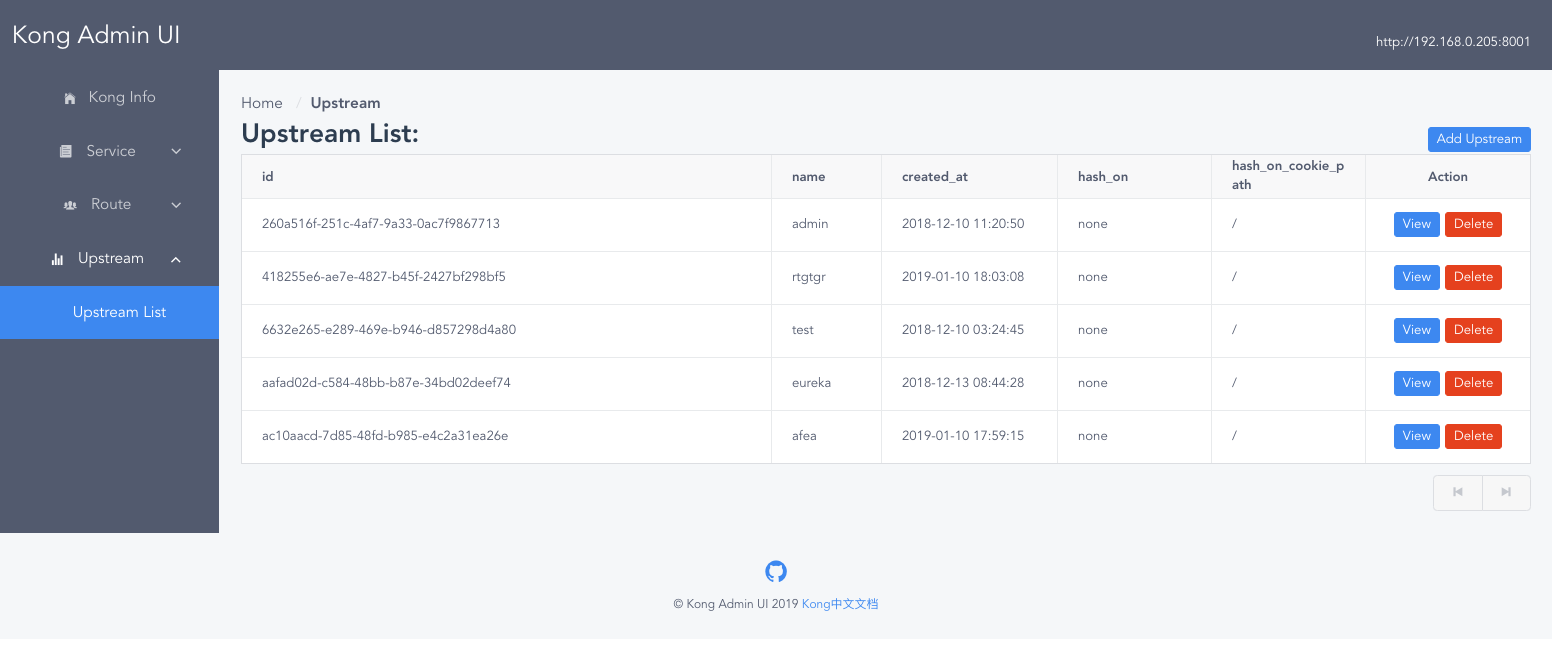 Kong Admin UI
http://192.168.0.205:8001
Kong Info
Service
Route
Upstream
Upstream List
Home / Upstream
Upstream List:
Add Upstream
id name created_at hash_on hash_on_cookie_p
ath Action
260a516f-251c-4af7-9a33-0ac7f9867713 admin 2018-12-10 11:20:50 none / View Delete
418255e6-ae7e-4827-b45f-2427bf298bf5 rtgtgr 2019-01-10 18:03:08 none / View Delete
6632e265-e289-469e-b946-d857298d4a80 test 2018-12-10 03:24:45 none / View Delete
aafad02d-c584-48bb-b87e-34bd02deef74 eureka 2018-12-13 08:44:28 none / View Delete
ac10aacd-7d85-48fd-b985-e4c2a31ea26e afea 2019-01-10 17:59:15 none / View Delete
© Kong Admin UI 2019 Kong中文文档